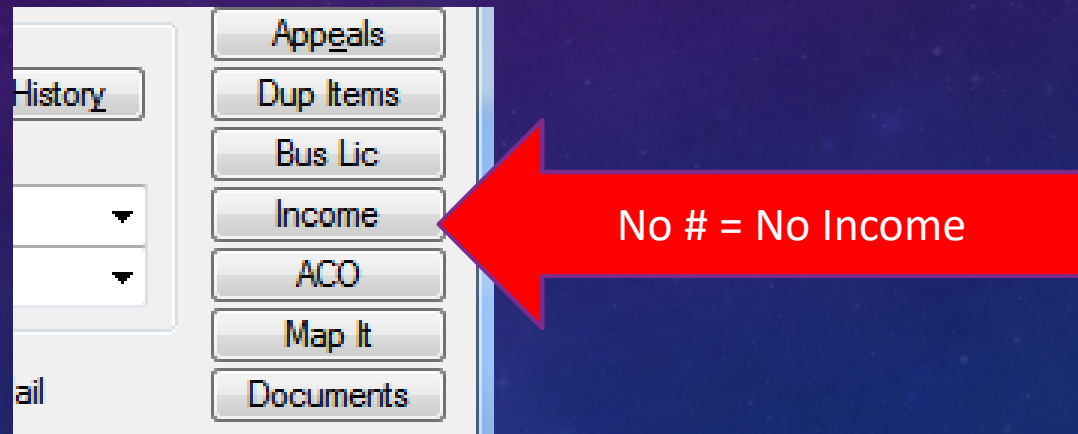 Appeals
History
Dup Items
Bus Lic
Income
No # = No Income
ACO
Map It
ail
Documents